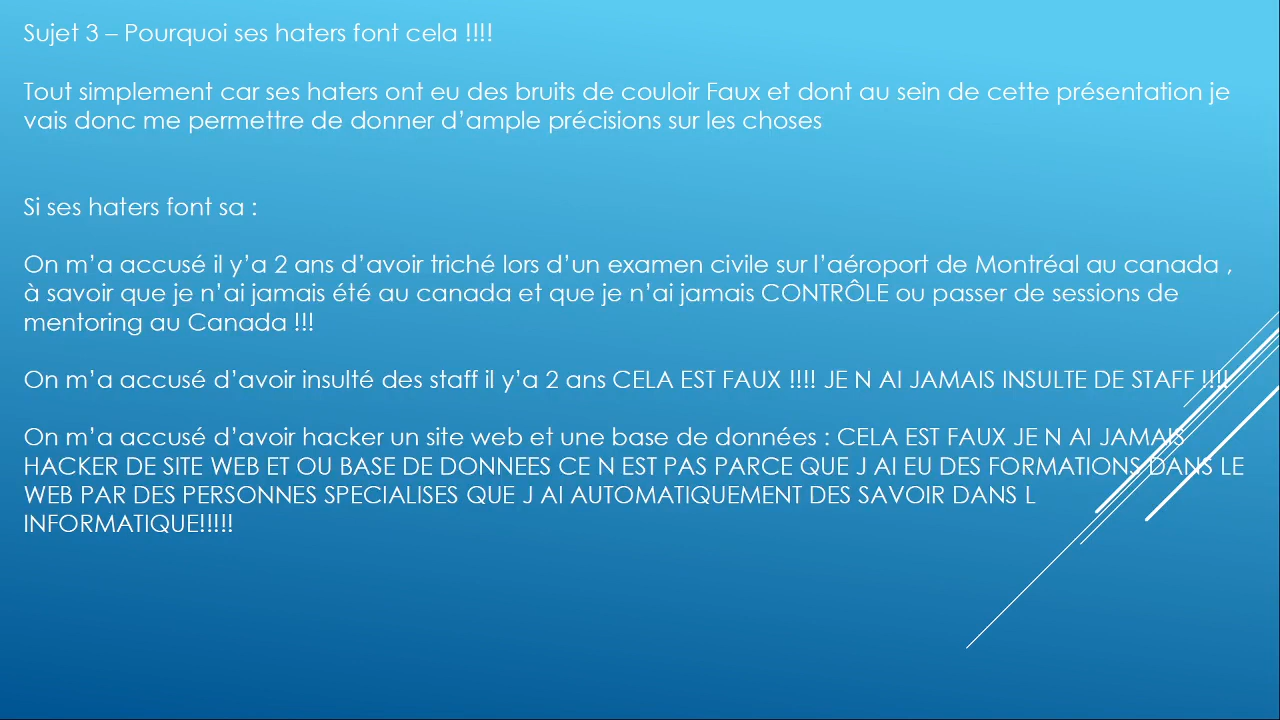 Sujet 3 – Pourquoi ses haters font cela !!!!
Tout simplement car ses haters ont eu des bruits de couloir Faux et dont au sein de cette présentation je
vais donc me permettre de donner d’ample précisions sur les choses
Si ses haters font sa :
On m’a accusé il y’a 2 ans d’avoir triché lors d’un examen civile sur l’aéroport de Montréal au canada ,
à savoir que je n’ai jamais été au canada et que je n’ai jamais CONTRÔLE ou passer de sessions de
mentoring au Canada !!!
On m’a accusé d’avoir insulté des staff il y’a 2 ans CELA EST FAUX !!!! JE N AI JAMAIS INSULTE DE STAFF !!!!
On m’a accusé d’avoir hacker un site web et une base de données : CELA EST FAUX JE N AI JAMAIS
HACKER DE SITE WEB ET OU BASE DE DONNEES CE N EST PAS PARCE QUE J AI EU DES FORMATIONS DANS LE
WEB PAR DES PERSONNES SPECIALISES QUE J AI AUTOMATIQUEMENT DES SAVOIR DANS L
INFORMATIQUE!!!!!